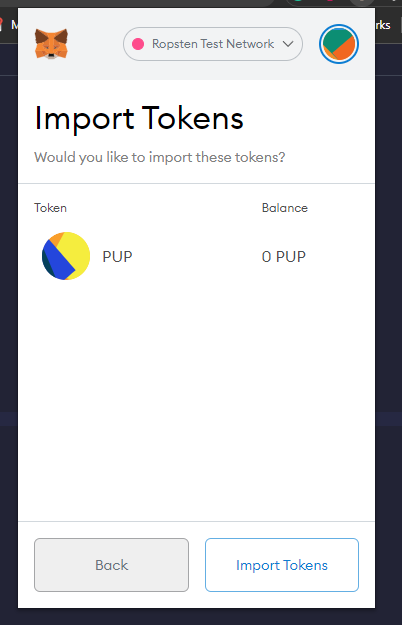 M
rks
Ropsten Test Network
Import Tokens
Would you like to import these tokens?
Token Balance
PUP 0 PUP
Back Import Tokens